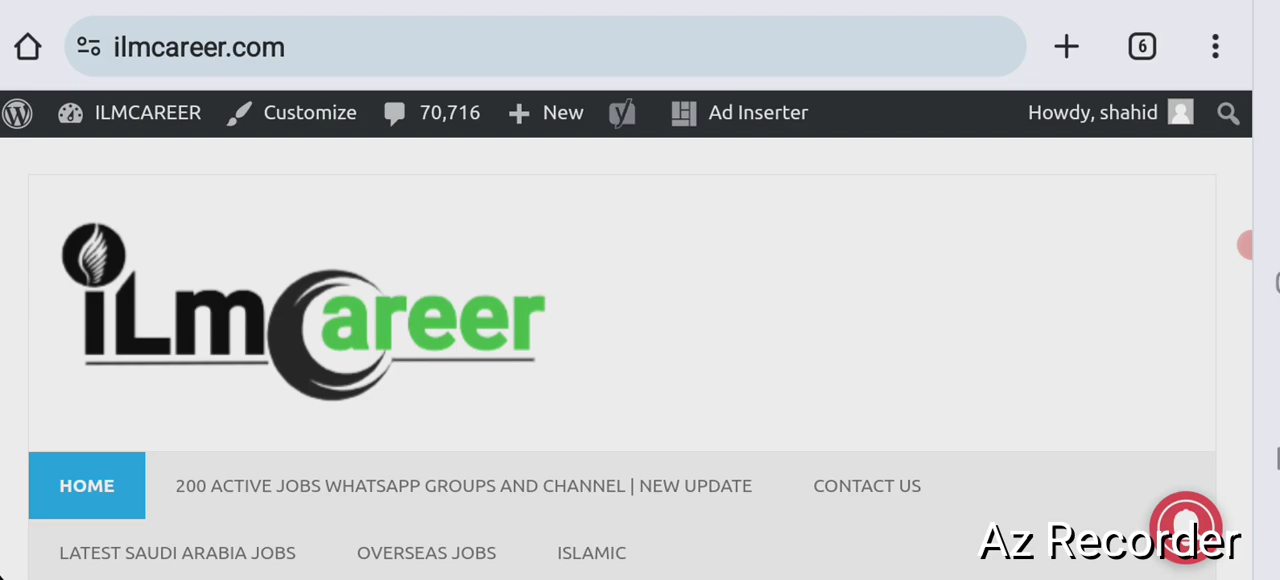 ilmcareer.com
6
ILMCAREER Customize 70,716 New Ad Inserter Howdy, shahid
iLmCareer
HOME 200 ACTIVE JOBS WHATSAPP GROUPS AND CHANNEL | NEW UPDATE CONTACT US
LATEST SAUDI ARABIA JOBS OVERSEAS JOBS ISLAMIC
Az Recorder